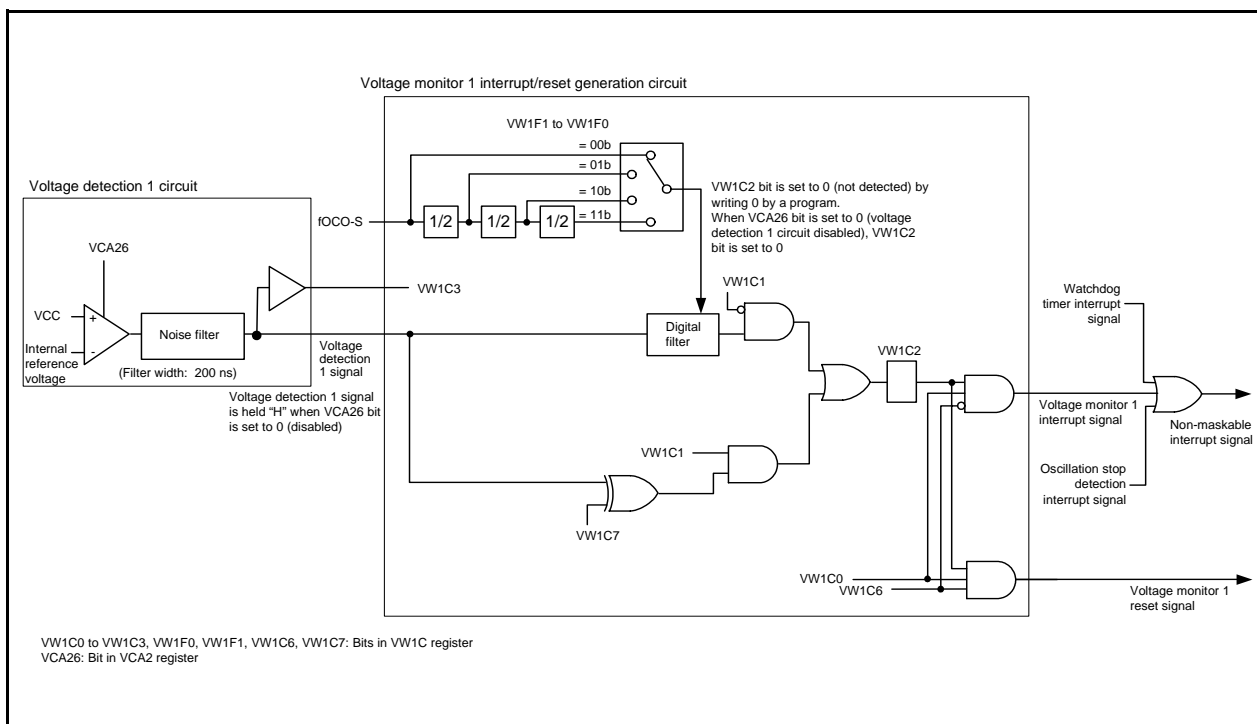 Voltage monitor 1 interrupt/reset generation circuit
VW1F1 to VW1F0
= 00b
= 01b
= 10b
= 11b
fOCO-S
1/2
1/2
1/2
VW1C2 bit is set to 0 (not detected) by
writing 0 by a program.
When VCA26 bit is set to 0 (voltage
detection 1 circuit disabled), VW1C2
bit is set to 0
Voltage detection 1 circuit
VCA26
VCC
+
-
Internal
reference
voltage
Noise filter
(Filter width: 200 ns)
VW1C3
Voltage
detection
1 signal
Voltage detection 1 signal
is held “H” when VCA26 bit
is set to 0 (disabled)
Digital
filter
VW1C1
VW1C2
VW1C1
VW1C7
VW1C0
VW1C6
Watchdog
timer interrupt
signal
Voltage monitor 1
interrupt signal
Non-maskable
interrupt signal
Oscillation stop
detection
interrupt signal
Voltage monitor 1
reset signal
VW1C0 to VW1C3, VW1F0, VW1F1, VW1C6, VW1C7: Bits in VW1C register
VCA26: Bit in VCA2 register